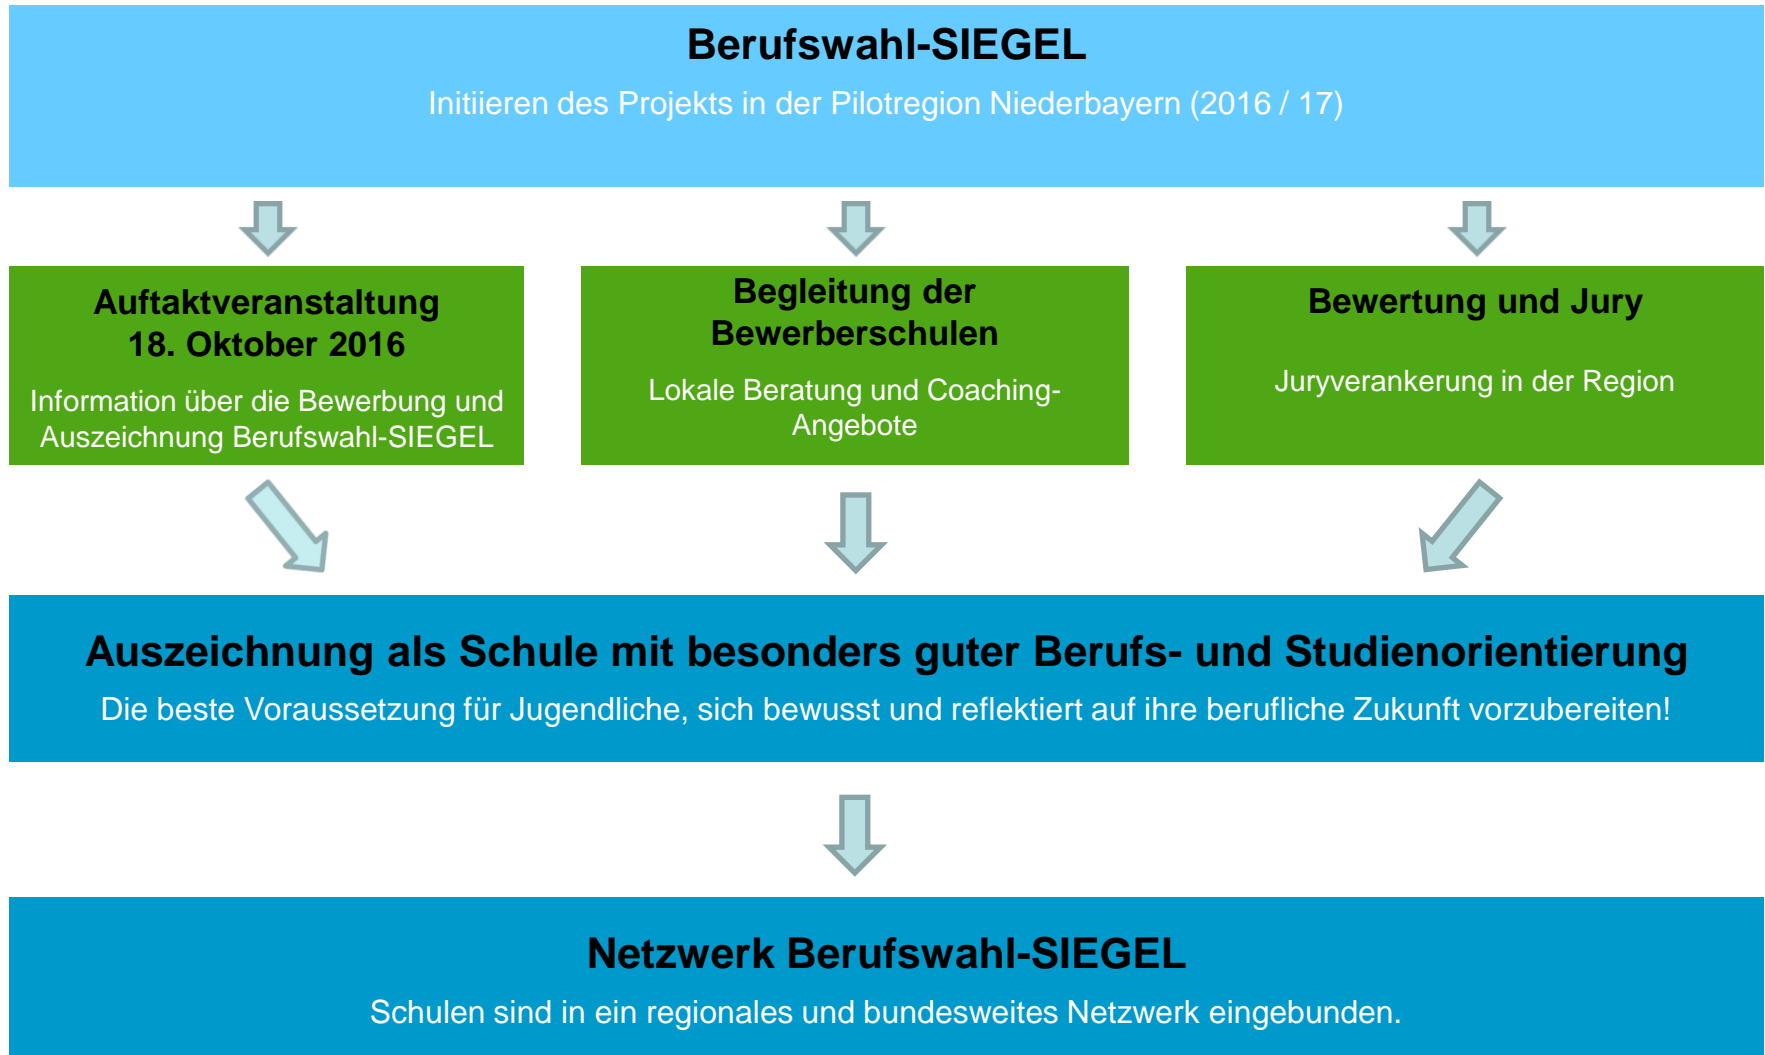 Berufswahl-SIEGEL
Initiieren des Projekts in der Pilotregion Niederbayern (2016 / 17)
Auftaktveranstaltung
18. Oktober 2016
Information über die Bewerbung und
Auszeichnung Berufswahl-SIEGEL
Begleitung der
Bewerberschulen
Lokale Beratung und Coaching-
Angebote
Bewertung und Jury
Juryverankerung in der Region
Auszeichnung als Schule mit besonders guter Berufs- und Studienorientierung
Die beste Voraussetzung für Jugendliche, sich bewusst und reflektiert auf ihre berufliche Zukunft vorzubereiten!
Netzwerk Berufswahl-SIEGEL
Schulen sind in ein regionales und bundesweites Netzwerk eingebunden.